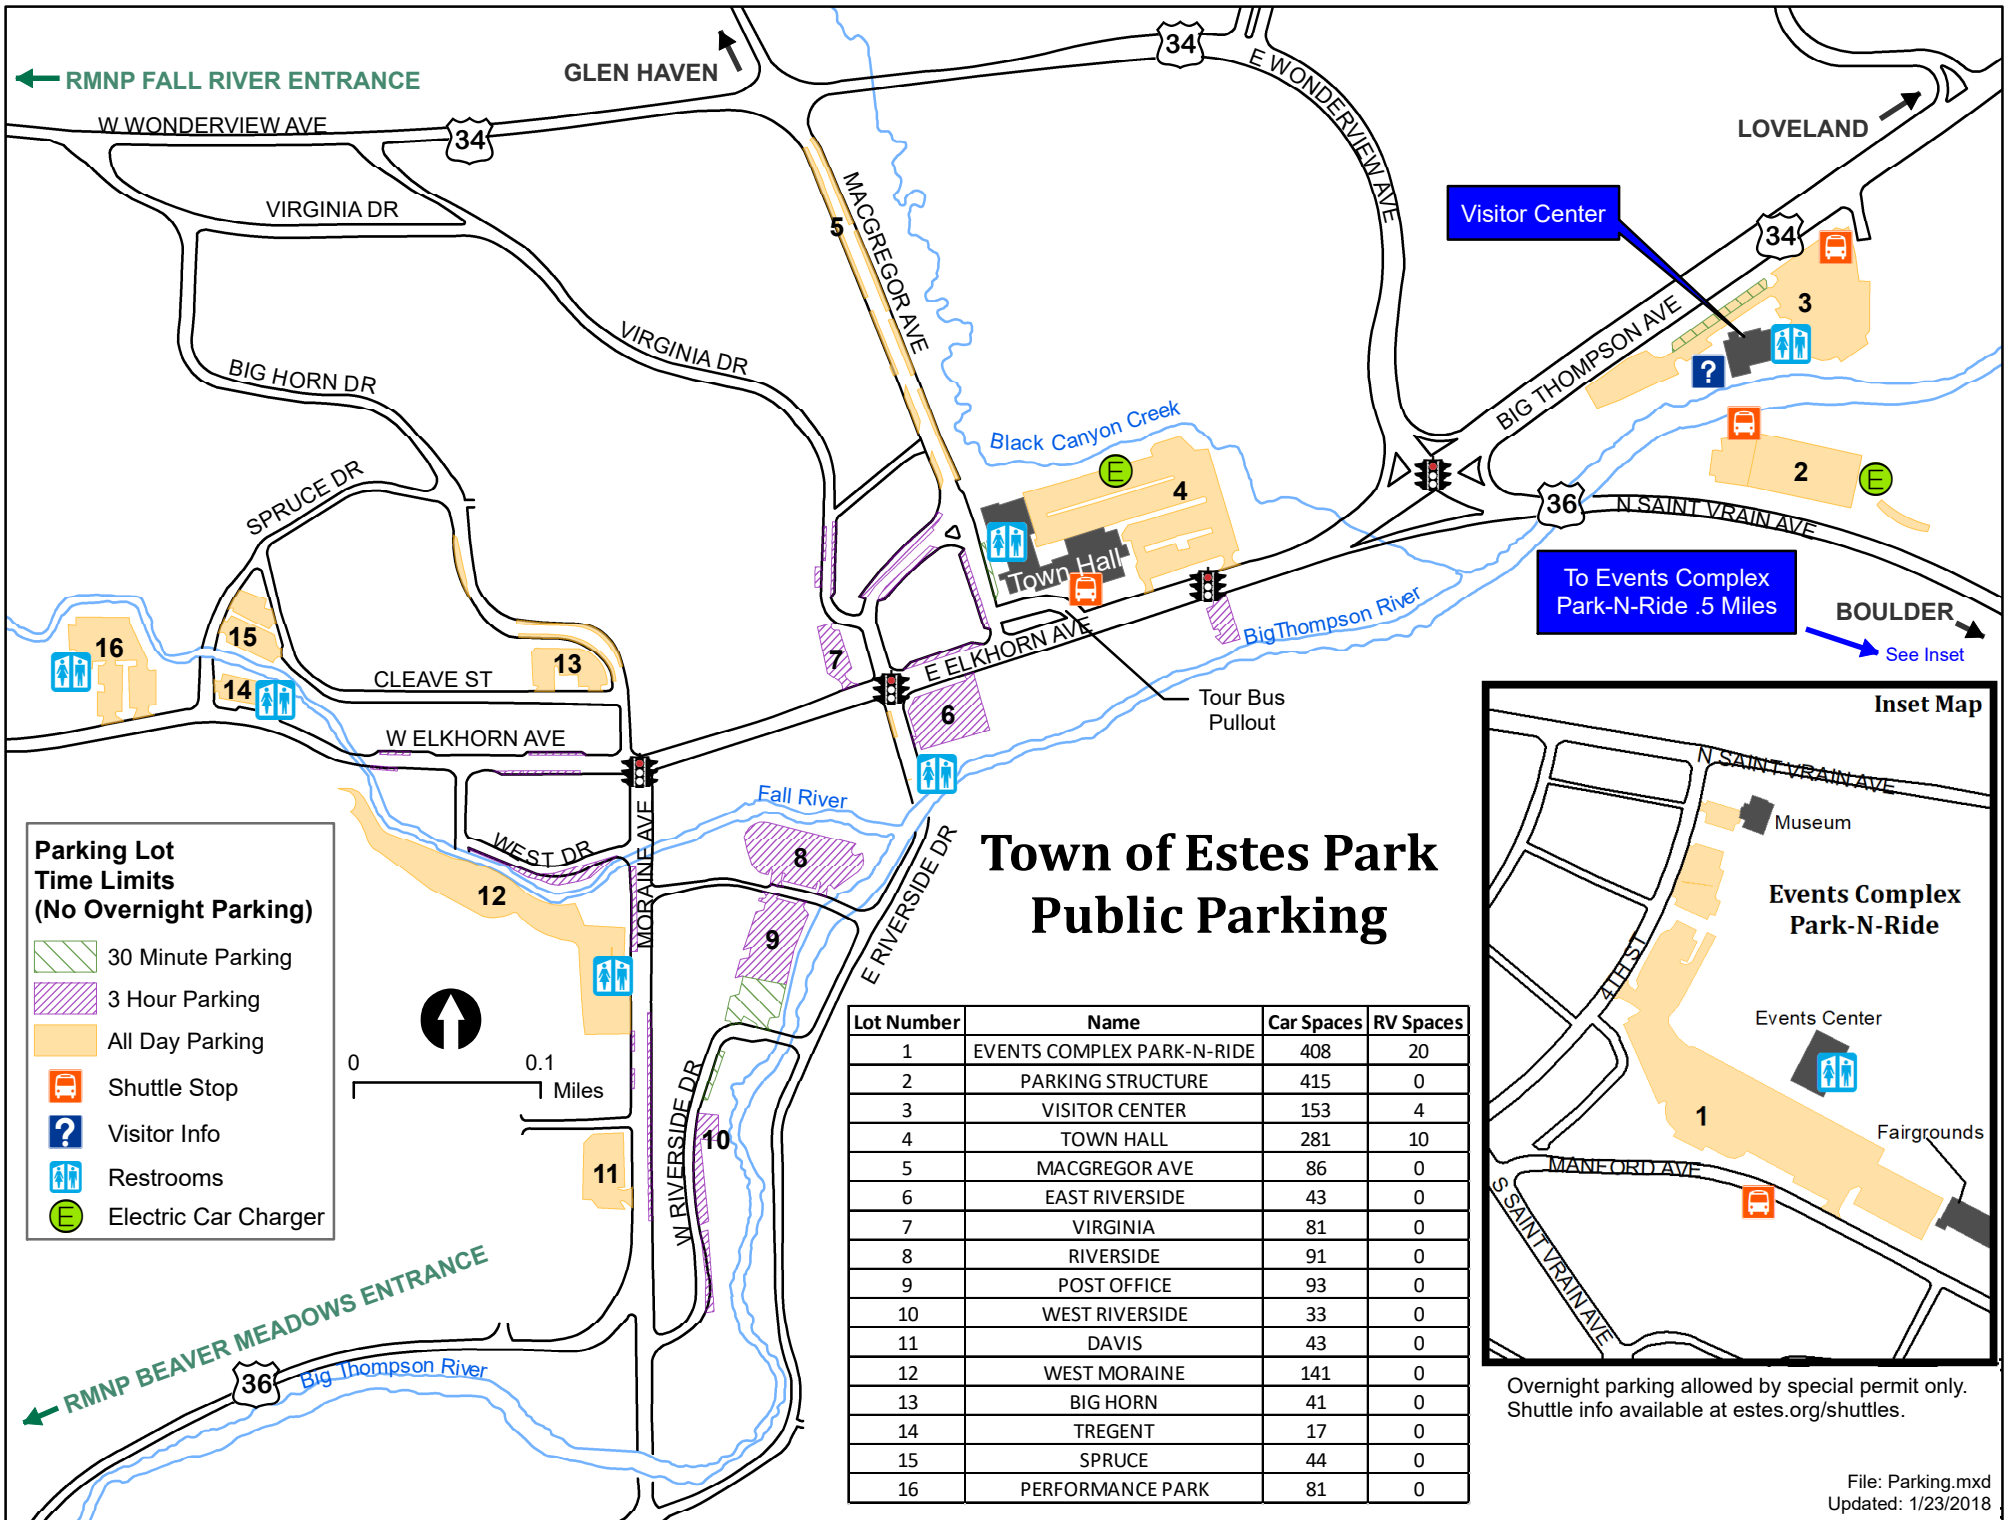 RMNP FALL RIVER ENTRANCE
GLEN HAVEN
34
E WONDERVIEW AVE
W WONDERVIEW AVE
34
LOVELAND
VIRGINIA DR
MACGREGOR AVE
5
Visitor Center
34
3
VIRGINIA DR
BIG HORN DR
BIG THOMPSON AVE
?
Black Canyon Creek
E
4
2
E
SPRUCE DR
36
N SAINT VRAIN AVE
Town Hall
To Events Complex
Park-N-Ride .5 Miles
BOULDER
See Inset
BigThompson River
16
15
14
13
CLEAVE ST
7
E ELKHORN AVE
6
Tour Bus
Pullout
W ELKHORN AVE
Fall River
WEST DR
MORAINE AVE
8
12
9
E RIVERSIDE DR
Town of Estes Park
Public Parking
Parking Lot
Time Limits
(No Overnight Parking)
30 Minute Parking
3 Hour Parking
All Day Parking
Shuttle Stop
? Visitor Info
Restrooms
E Electric Car Charger
0 0.1
Miles
W RIVERSIDE DR
10
11
RMNP BEAVER MEADOWS ENTRANCE
36
Big Thompson River
Lot Number Name Car Spaces RV Spaces
1 EVENTS COMPLEX PARK-N-RIDE 408 20
2 PARKING STRUCTURE 415 0
3 VISITOR CENTER 153 4
4 TOWN HALL 281 10
5 MACGREGOR AVE 86 0
6 EAST RIVERSIDE 43 0
7 VIRGINIA 81 0
8 RIVERSIDE 91 0
9 POST OFFICE 93 0
10 WEST RIVERSIDE 33 0
11 DAVIS 43 0
12 WEST MORAINE 141 0
13 BIG HORN 41 0
14 TREGENT 17 0
15 SPRUCE 44 0
16 PERFORMANCE PARK 81 0
Inset Map
N SAINT VRAIN AVE
Museum
Events Complex
Park-N-Ride
4TH ST
Events Center
1
Fairgrounds
MANFORD AVE
S SAINT VRAIN AVE
Overnight parking allowed by special permit only.
Shuttle info available at estes.org/shuttles.
File: Parking.mxd
Updated: 1/23/2018